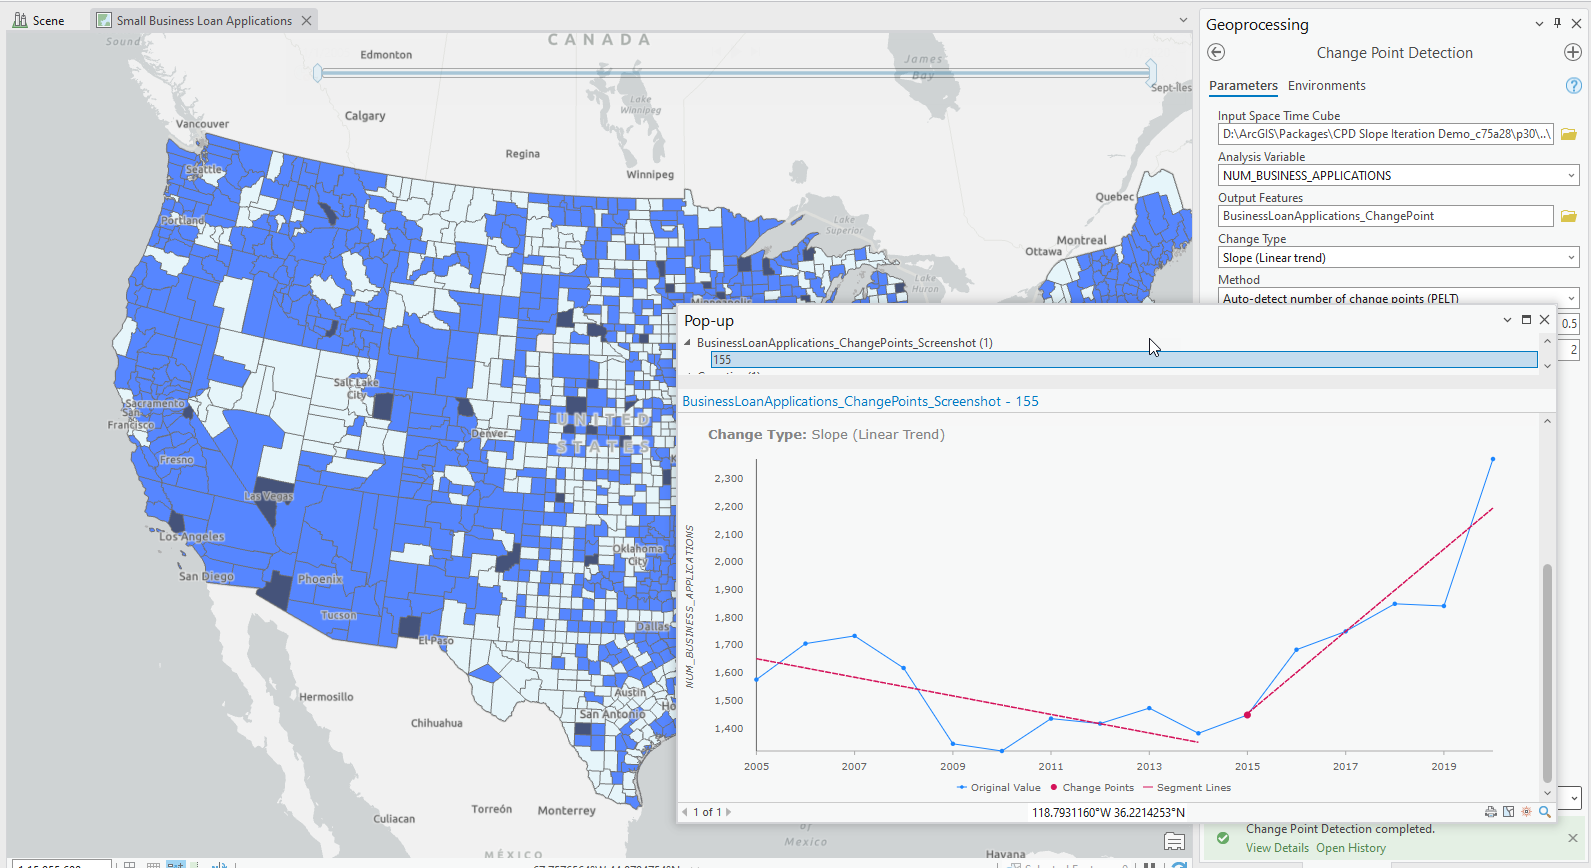 Scene
Small Business Loan Applications
Geoprocessing
Change Point Detection
Parameters Environments
Input Space Time Cube
D:\ArcGIS\Packages\CPD Slope Iteration Demo_c75a28\p30\..\
Analysis Variable
NUM_BUSINESS_APPLICATIONS
Output Features
BusinessLoanApplications_ChangePoint
Change Type
Slope (Linear trend)
Method
Auto-detect number of change points (PELT)
0.5
2
Sound
CANADA
Edmonton
James
Bay
Sept-Îles
Lake
Winnipeg
Calgary
Vancouver
Regina
Winnipeg
Seattle
Quebec
Portland
Lake
Superior
Montreal
Ottawa
Lake
Huron
Minneapolis
Salt Lake
City
Sacramento
San
Francisco
UNITED
STATES
Denver
Fresno
Las Vegas
Los Angeles
Oklahoma
City
San Diego
Phoenix
Tucson
El Paso
Dallas
Austin
Ho
San Antonio
Hermosillo
Chihuahua
Torreón
Monterrey
Culiacan
of
Mexico
MÉXICO
Havana
Pop-up
BusinessLoanApplications_ChangePoints_Screenshot (1)
155
BusinessLoanApplications_ChangePoints_Screenshot - 155
Change Type: Slope (Linear Trend)
NUM_BUSINESS_APPLICATIONS
2,300
2,200
2,100
2,000
1,900
1,800
1,700
1,600
1,500
1,400
2005 2007 2009 2011 2013 2015 2017 2019
Original Value Change Points Segment Lines
1 of 1
118.7931160°W 36.2214253°N
Change Point Detection completed.
View Details Open History